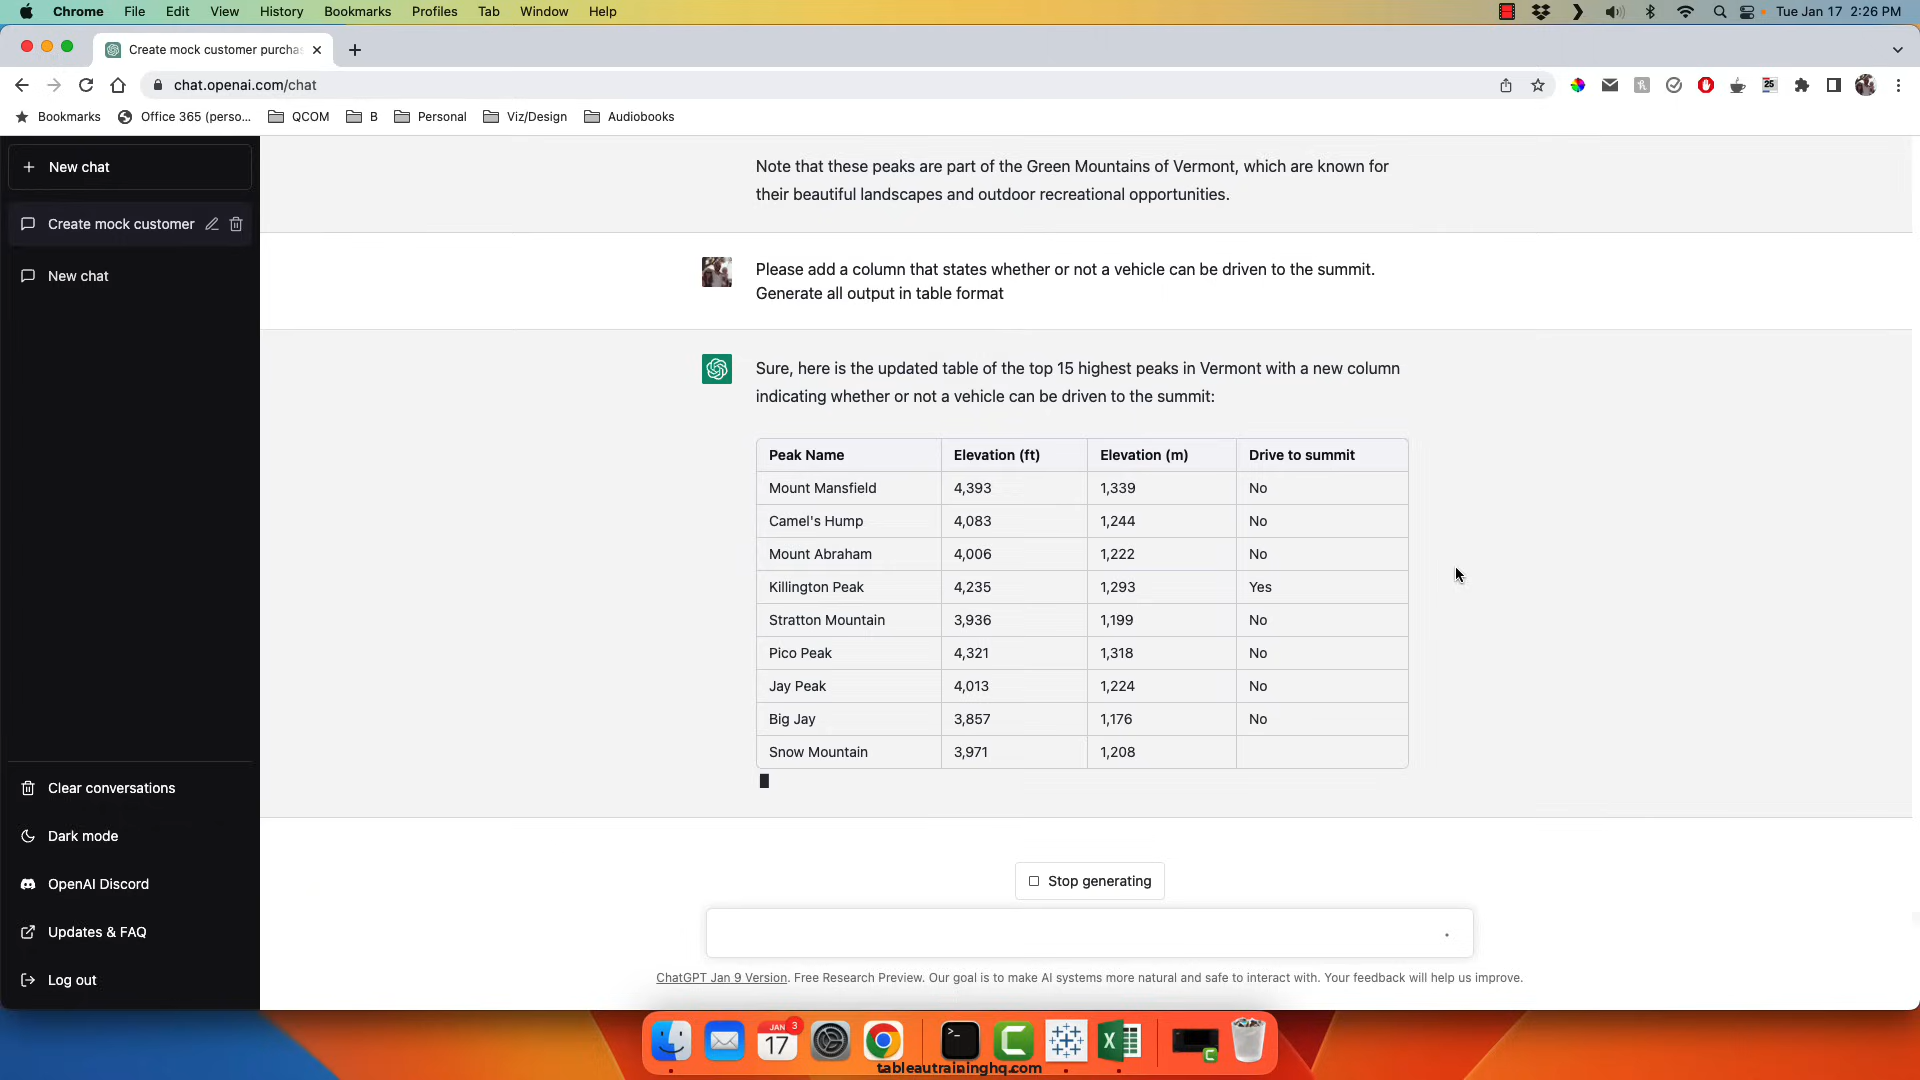 Chrome File Edit View History Bookmarks Profiles Tab Window Help
Tue Jan 17 2:26 PM
Create mock customer purcha
chat.openai.com/chat
25
Bookmarks Office 365 (perso... QCOM B Personal Viz/Design Audiobooks
New chat
Create mock customer
New chat
Note that these peaks are part of the Green Mountains of Vermont, which are known for
their beautiful landscapes and outdoor recreational opportunities.
Please add a column that states whether or not a vehicle can be driven to the summit.
Generate all output in table format
Sure, here is the updated table of the top 15 highest peaks in Vermont with a new column
indicating whether or not a vehicle can be driven to the summit:
Peak Name Elevation (ft) Elevation (m) Drive to summit
Mount Mansfield 4,393 1,339 No
Camel's Hump 4,083 1,244 No
Mount Abraham 4,006 1,222 No
Killington Peak 4,235 1,293 Yes
Stratton Mountain 3,936 1,199 No
Pico Peak 4,321 1,318 No
Jay Peak 4,013 1,224 No
Big Jay 3,857 1,176 No
Snow Mountain 3,971 1,208
Clear conversations
Dark mode
OpenAI Discord
Updates & FAQ
Log out
Stop generating
ChatGPT Jan 9 Version. Free Research Preview. Our goal is to make AI systems more natural and safe to interact with. Your feedback will help us improve.
JAN 3
17
tableautraininghq.com